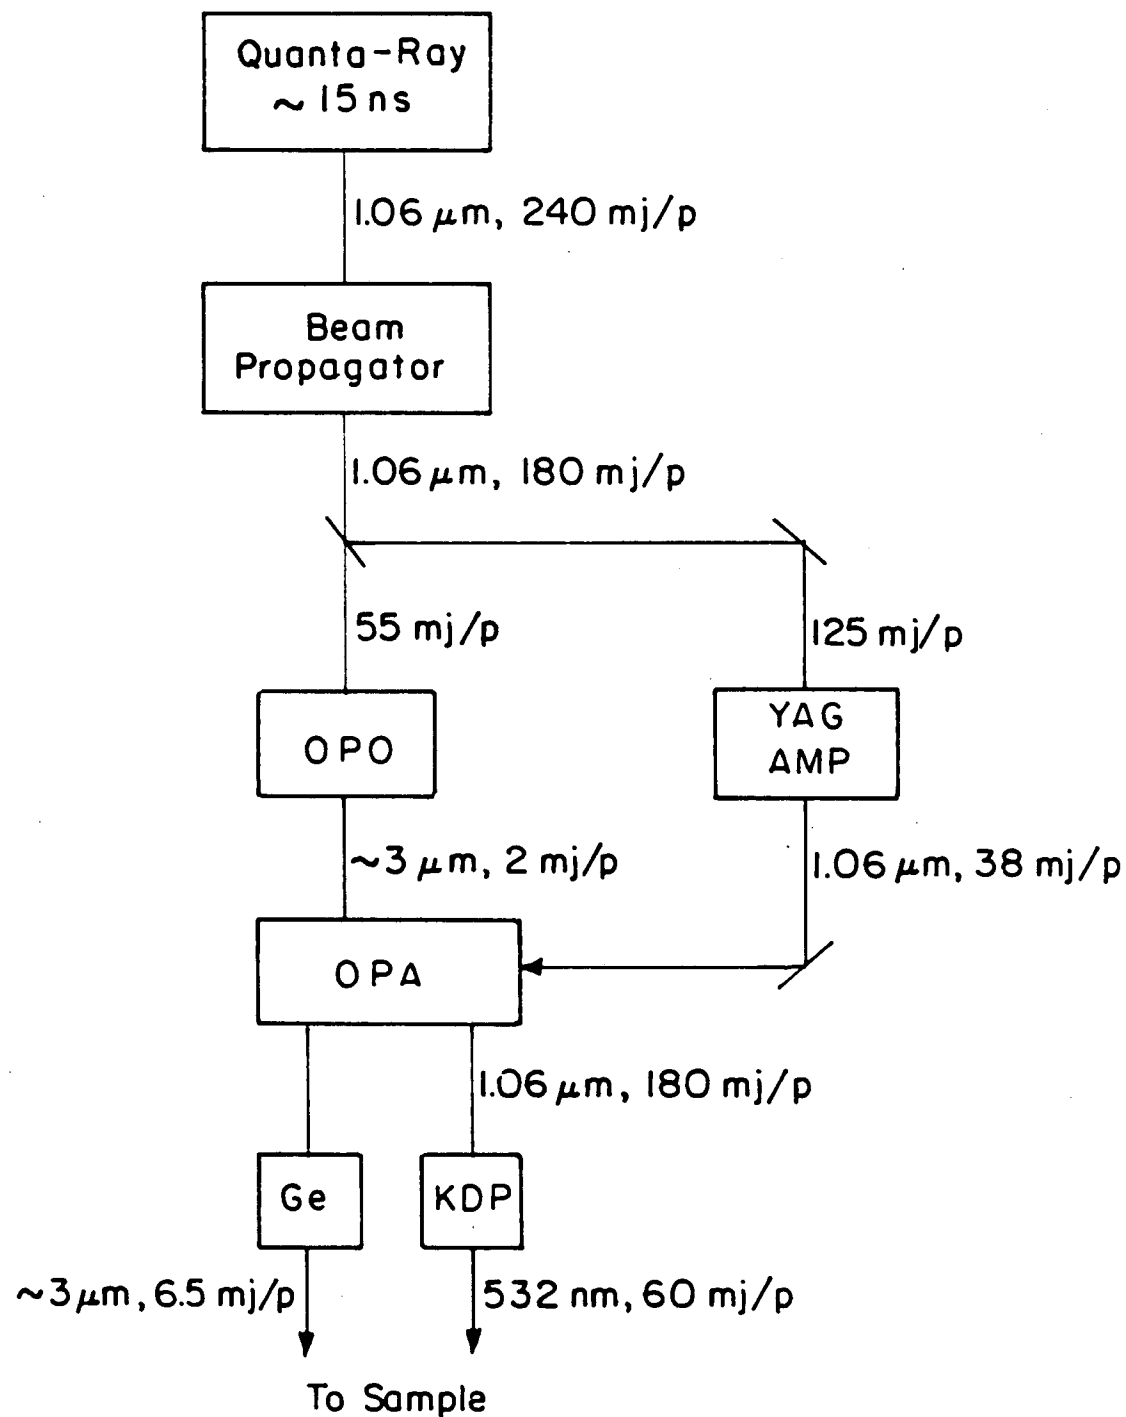 Quanta-Ray
~ 15 ns
1.06 μm, 240 mj/p
Beam
Propagator
1.06 μm, 180 mj/p
55 mj/p
125 mj/p
OPO
YAG
AMP
~3 μm, 2 mj/p
1.06 μm, 38 mj/p
OPA
1.06 μm, 180 mj/p
Ge
KDP
~3 μm, 6.5 mj/p
532 nm, 60 mj/p
To Sample